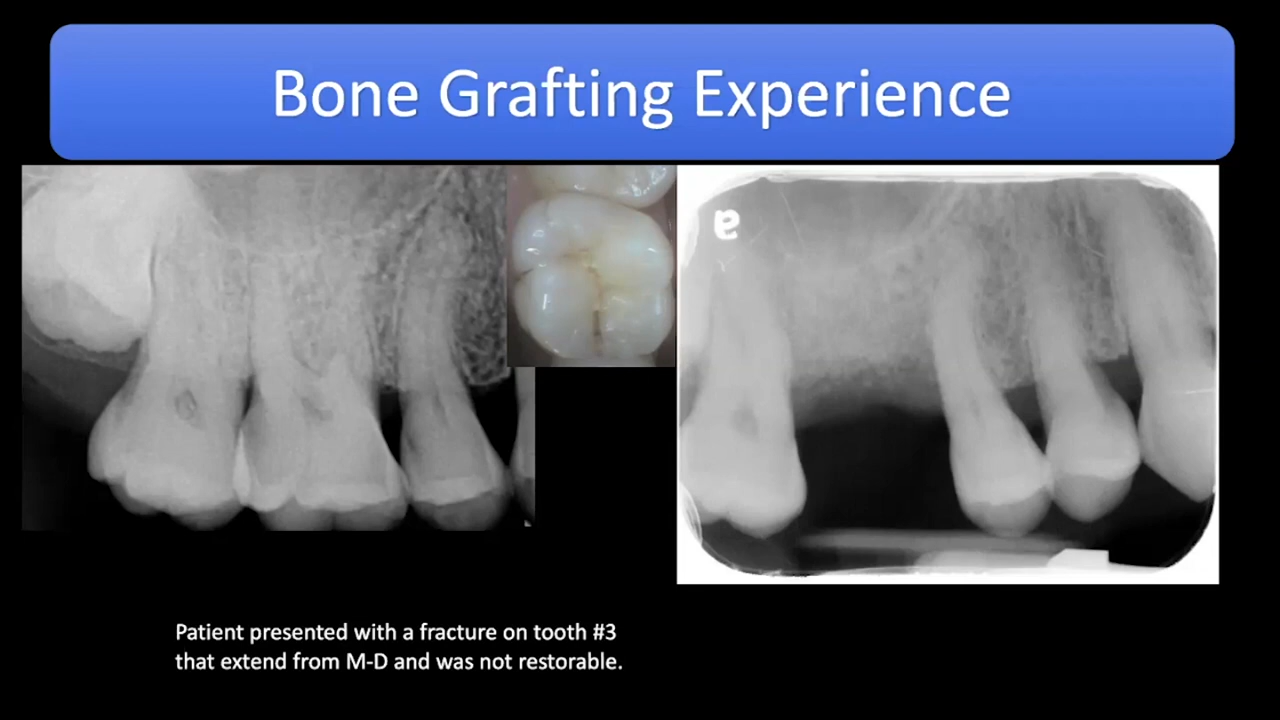 Bone Grafting Experience
Patient presented with a fracture on tooth #3
that extend from M-D and was not restorable.